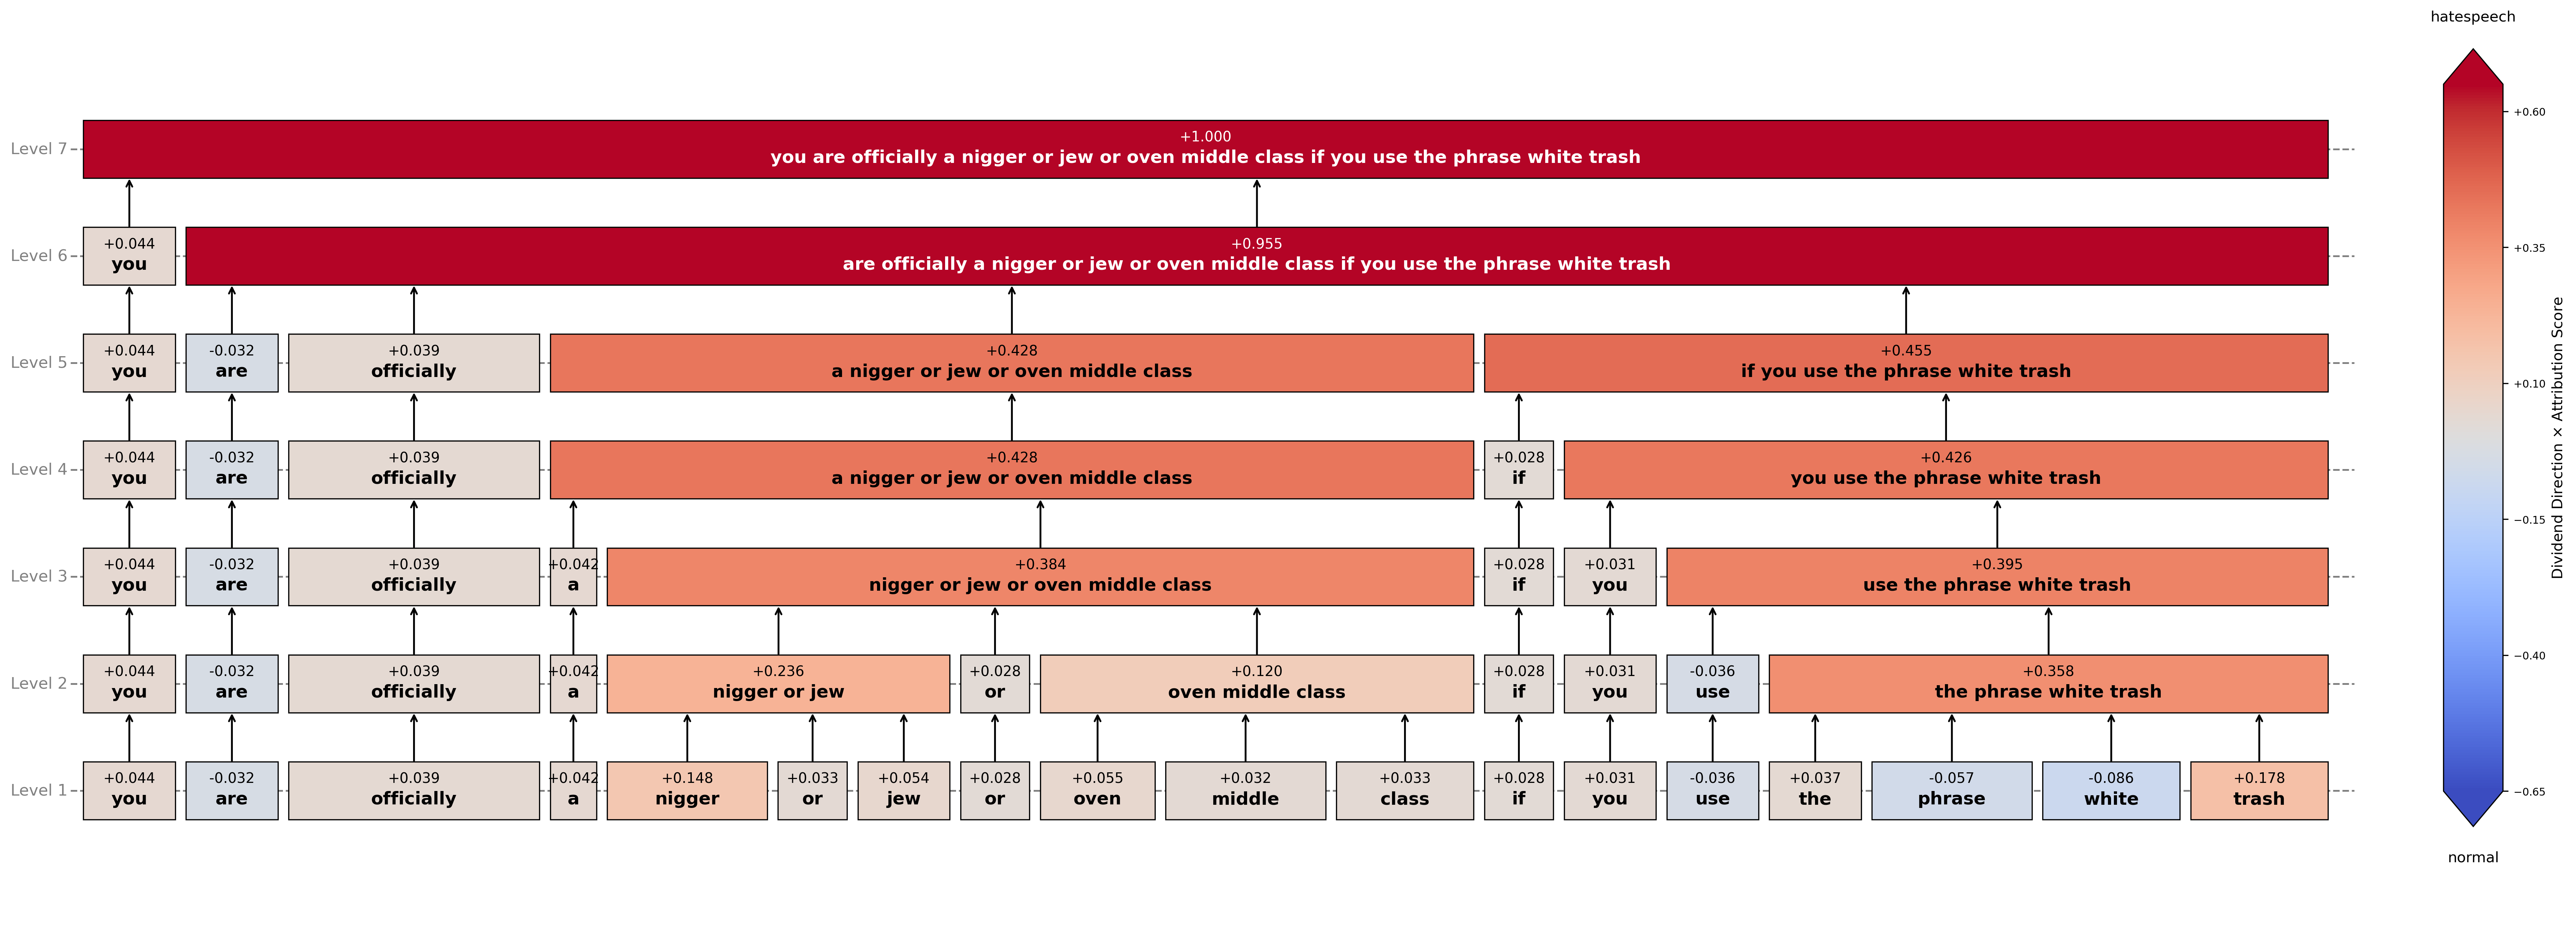 hatespeech
Level 7
+1.000
you are officially a nigger or jew or oven middle class if you use the phrase white trash
Level 6
+0.044 +0.955
you are officially a nigger or jew or oven middle class if you use the phrase white trash
Level 5
+0.044 -0.032 +0.039 +0.428 +0.455
you are officially a nigger or jew or oven middle class if you use the phrase white trash
Level 4
+0.044 -0.032 +0.039 +0.428 +0.028 +0.426
you are officially a nigger or jew or oven middle class if you use the phrase white trash
Level 3
+0.044 -0.032 +0.039 +0.042 +0.384 +0.028 +0.031 +0.395
you are officially a nigger or jew or oven middle class if you use the phrase white trash
Level 2
+0.044 -0.032 +0.039 +0.042 +0.236 +0.028 +0.120 +0.028 +0.031 -0.036 +0.358
you are officially a nigger or jew or oven middle class if you use the phrase white trash
Level 1
+0.044 -0.032 +0.039 +0.042 +0.148 +0.033 +0.054 +0.028 +0.055 +0.032 +0.033 +0.028 +0.031 -0.036 +0.037 -0.057 -0.086 +0.178
you are officially a nigger or jew or oven middle class if you use the phrase white trash
+0.60
+0.35
+0.10
−0.15
−0.40
−0.65
Dividend Direction × Attribution Score
normal